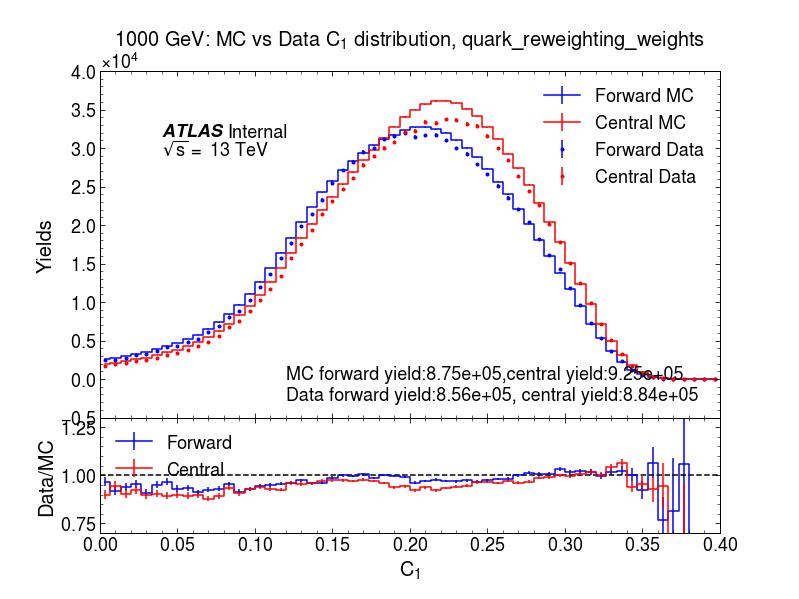 1000 GeV: MC vs Data C1 distribution, quark_reweighting_weights
×10^4
4.0
3.5
3.0
2.5
2.0
1.5
1.0
0.5
0.0
0.5
Yields
ATLAS Internal
√s = 13 TeV
Forward MC
Central MC
Forward Data
Central Data
MC forward yield:8.75e+05,central yield:9.25e+05
Data forward yield:8.56e+05, central yield:8.84e+05
1.25
1.00
0.75
Data/MC
Forward
Central
0.00 0.05 0.10 0.15 0.20 0.25 0.30 0.35 0.40
C1